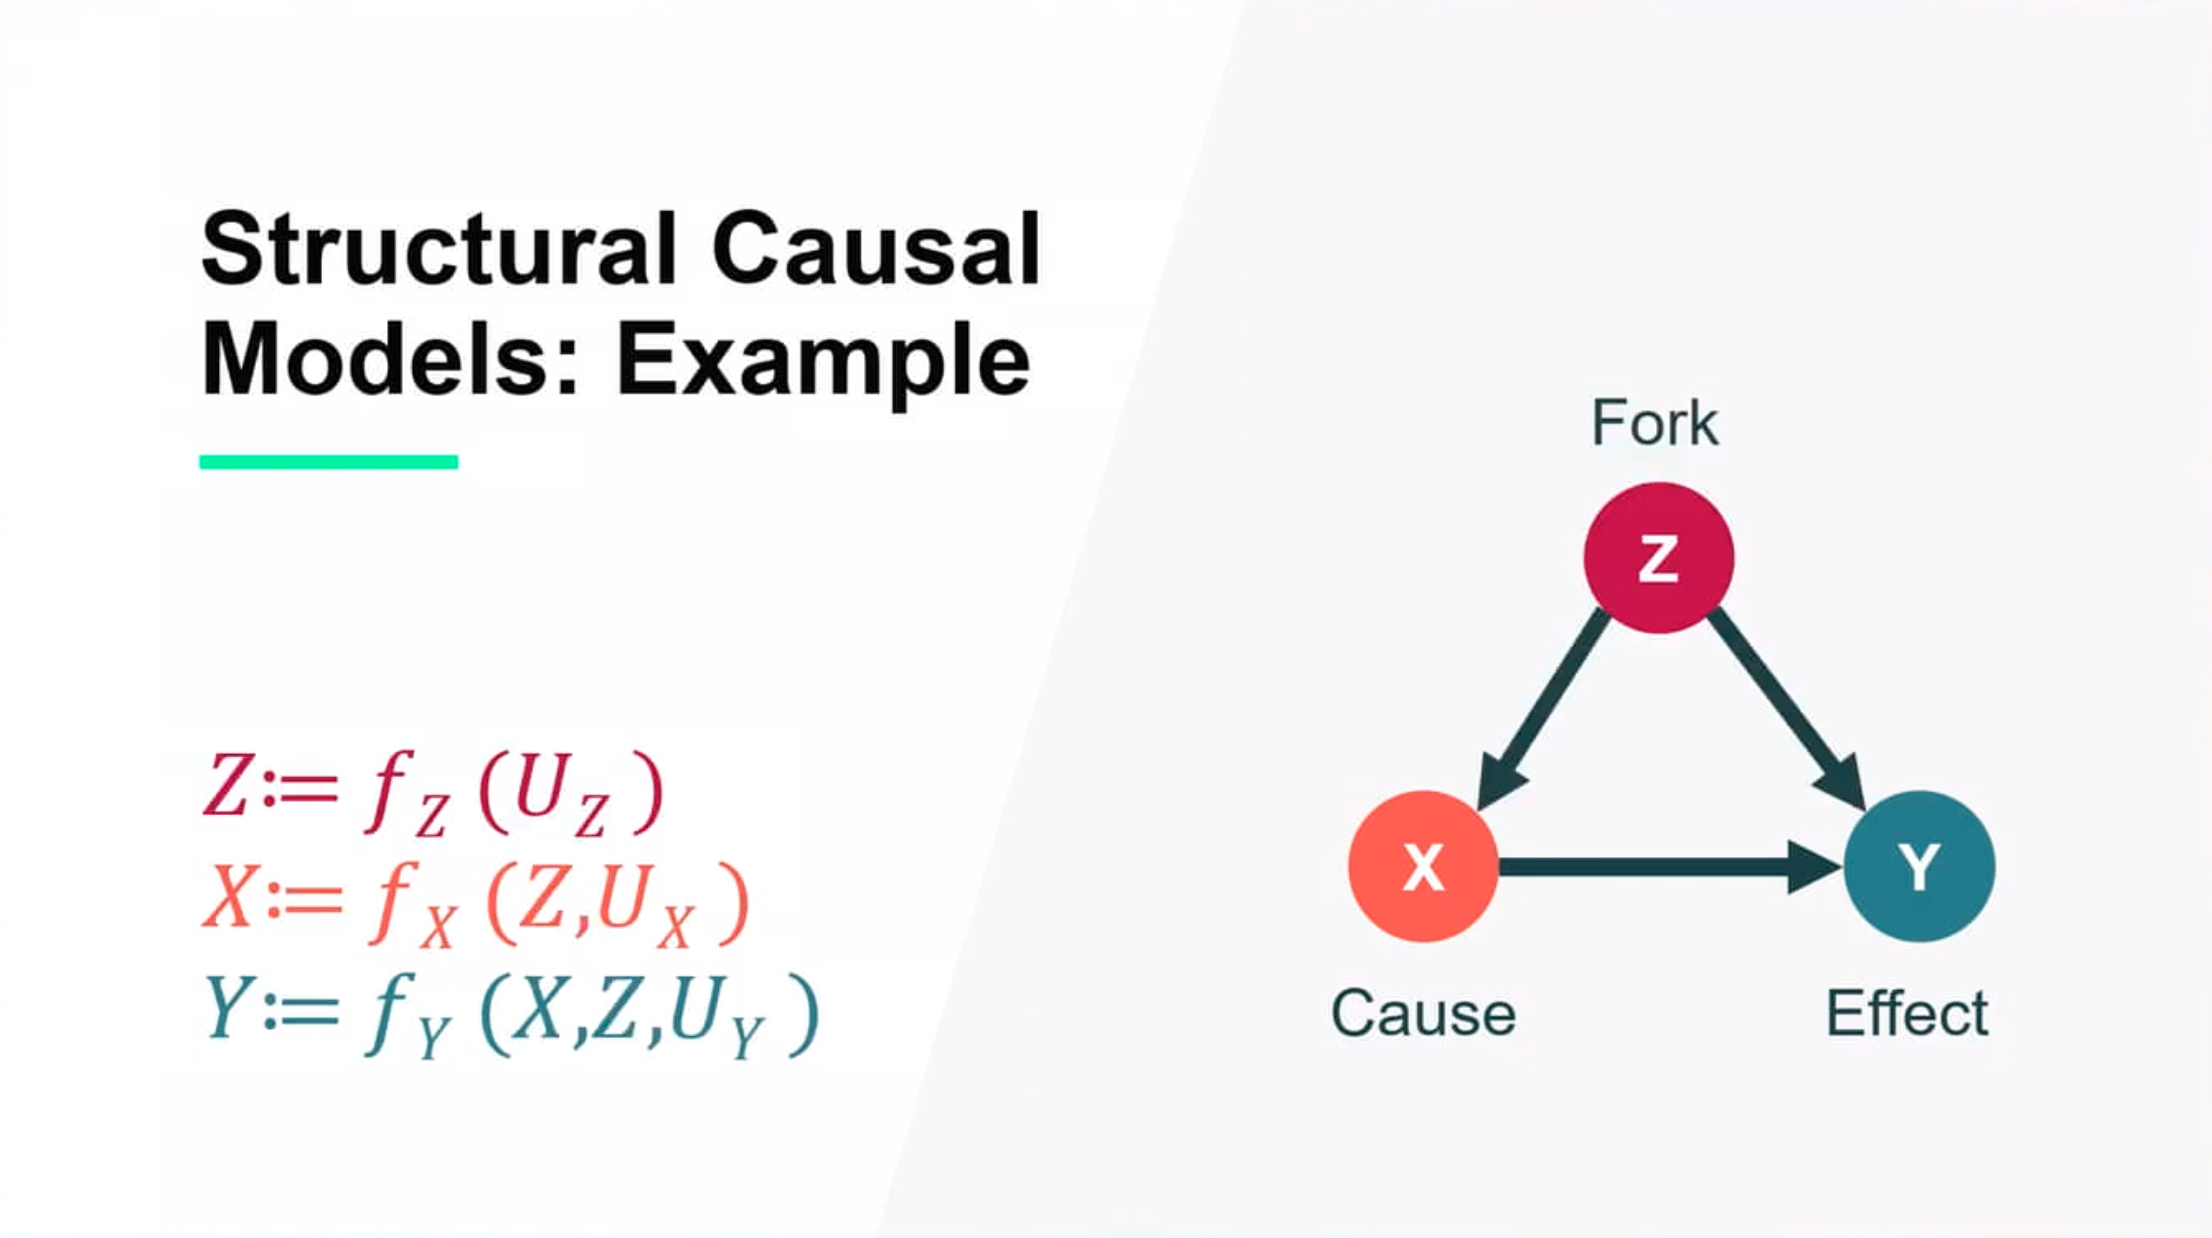 Structural Causal
Models: Example
Z:= f_Z (U_Z)
X:= f_X (Z,U_X)
Y:= f_Y (X,Z,U_Y)
Fork
Z
X
Y
Cause
Effect